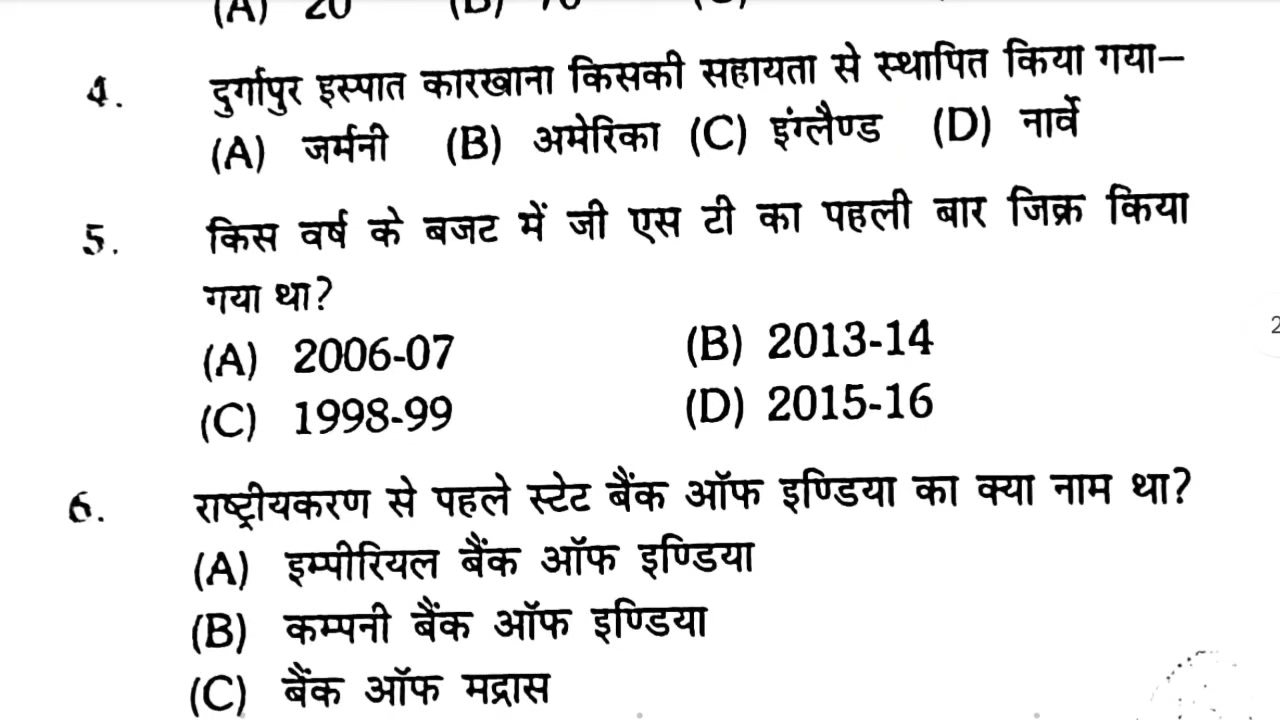 (A) 20
4. दुर्गापुर इस्पात कारखाना किसकी सहायता से स्थापित किया गया–
(A) जर्मनी (B) अमेरिका (C) इंग्लैण्ड (D) नार्वे
5. किस वर्ष के बजट में जी एस टी का पहली बार जिक्र किया
गया था?
(A) 2006-07 (B) 2013-14
(C) 1998-99 (D) 2015-16
6. राष्ट्रीयकरण से पहले स्टेट बैंक ऑफ इण्डिया का क्या नाम था?
(A) इम्पीरियल बैंक ऑफ इण्डिया
(B) कम्पनी बैंक ऑफ इण्डिया
(C) बैंक ऑफ मद्रास